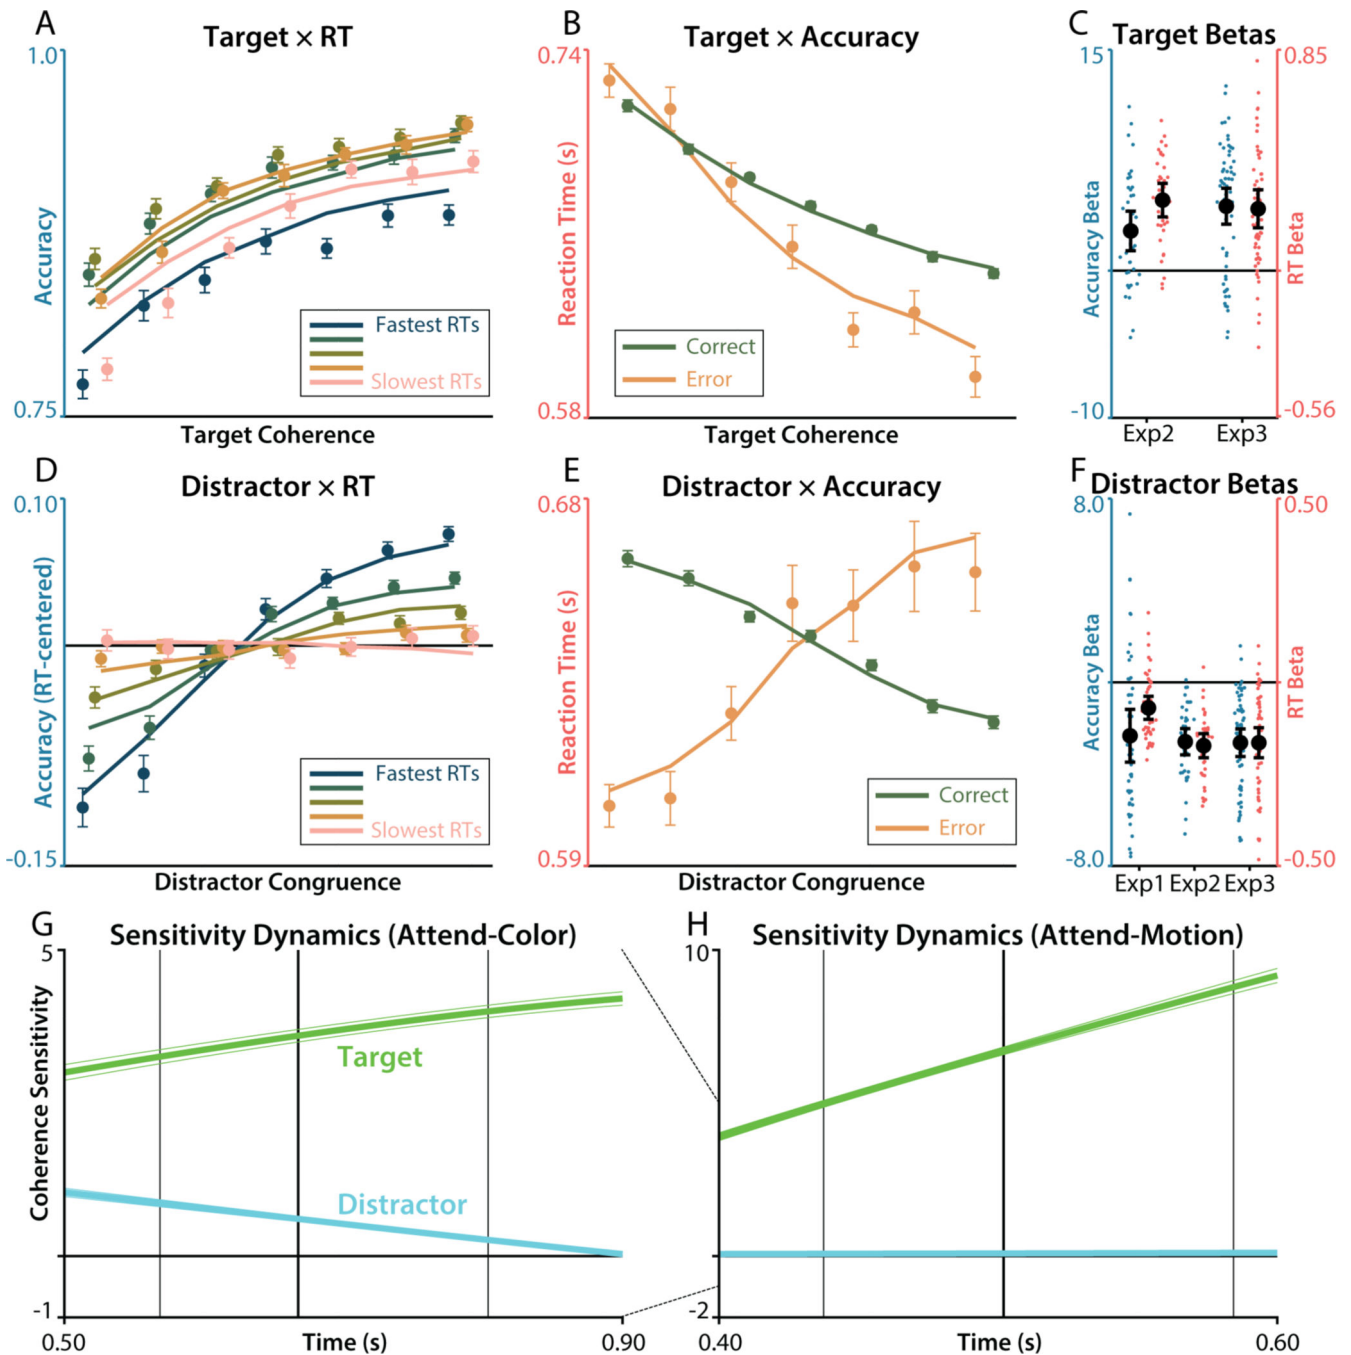 A Target × RT
1.0
Accuracy
0.75
Fastest RTs
Slowest RTs
Target Coherence
B Target × Accuracy
0.74
Reaction Time (s)
0.58
Correct
Error
Target Coherence
C Target Betas
15 0.85
Accuracy Beta
RT Beta
-10 -0.56
Exp2 Exp3
D Distractor × RT
0.10
Accuracy (RT-centered)
-0.15
Fastest RTs
Slowest RTs
Distractor Congruence
E Distractor × Accuracy
0.68
Reaction Time (s)
0.59
Correct
Error
Distractor Congruence
F Distractor Betas
8.0 0.50
Accuracy Beta
RT Beta
-8.0 -0.50
Exp1 Exp2 Exp3
G Sensitivity Dynamics (Attend-Color)
5
Coherence Sensitivity
Target
Distractor
-1
0.50 Time (s) 0.90
H Sensitivity Dynamics (Attend-Motion)
10
-2
0.40 Time (s) 0.60